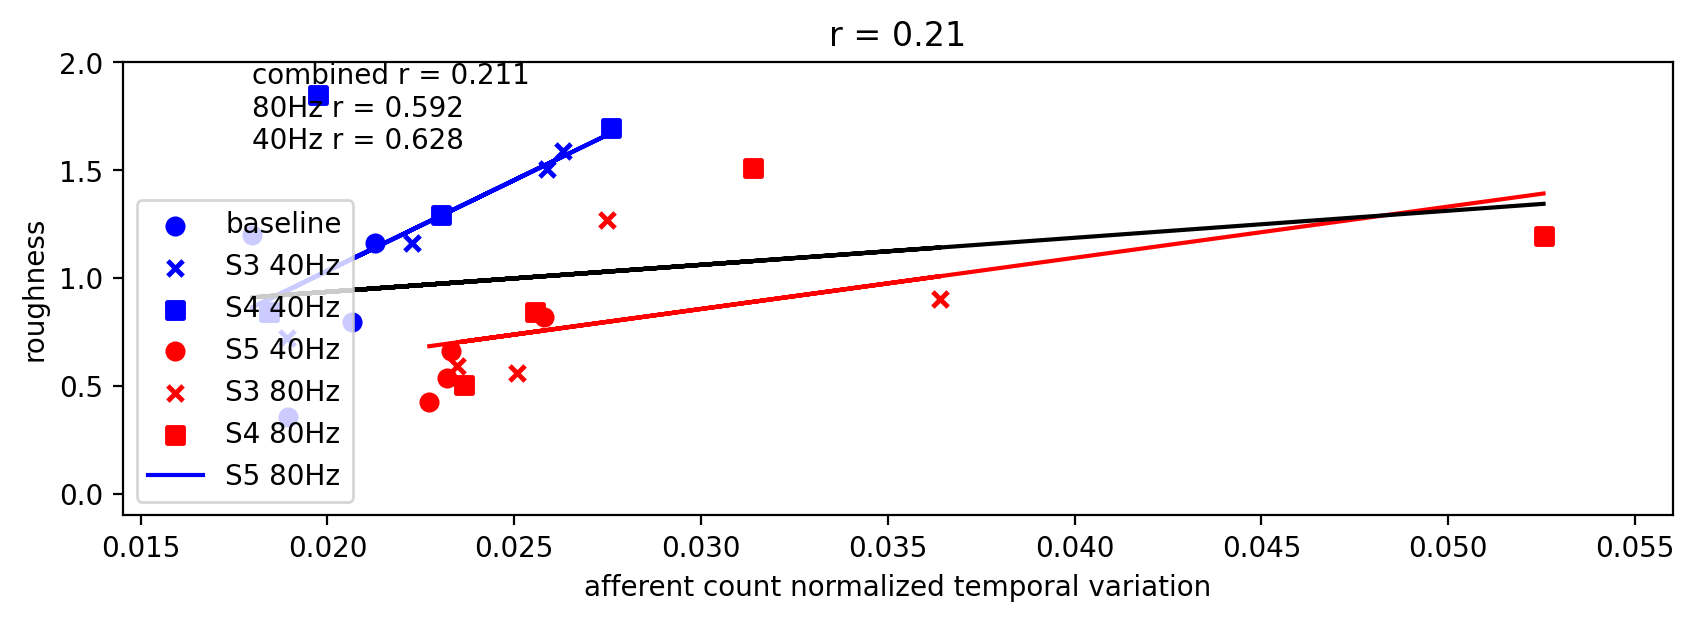 r = 0.21
combined r = 0.211
80Hz r = 0.592
40Hz r = 0.628
baseline
S3 40Hz
S4 40Hz
S5 40Hz
S3 80Hz
S4 80Hz
S5 80Hz
roughness
2.0
1.5
1.0
0.5
0.0
0.015 0.020 0.025 0.030 0.035 0.040 0.045 0.050 0.055
afferent count normalized temporal variation